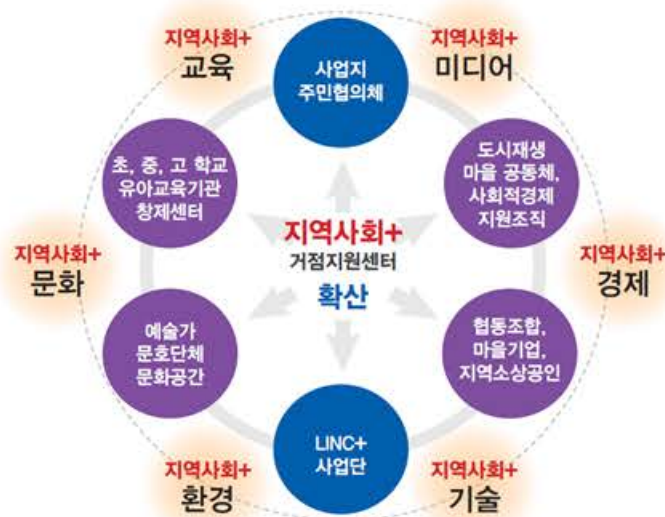 지역사회+
교육
지역사회+
미디어
사업지
주민협의체
초, 중, 고 학교
유아교육기관
창제센터
도시재생
마을 공동체,
사회적경제
지원조직
지역사회+
거점지원센터
확산
지역사회+
문화
지역사회+
경제
예술가
문호단체
문화공간
협동조합,
마을기업,
지역소상공인
LINC+
사업단
지역사회+
환경
지역사회+
기술